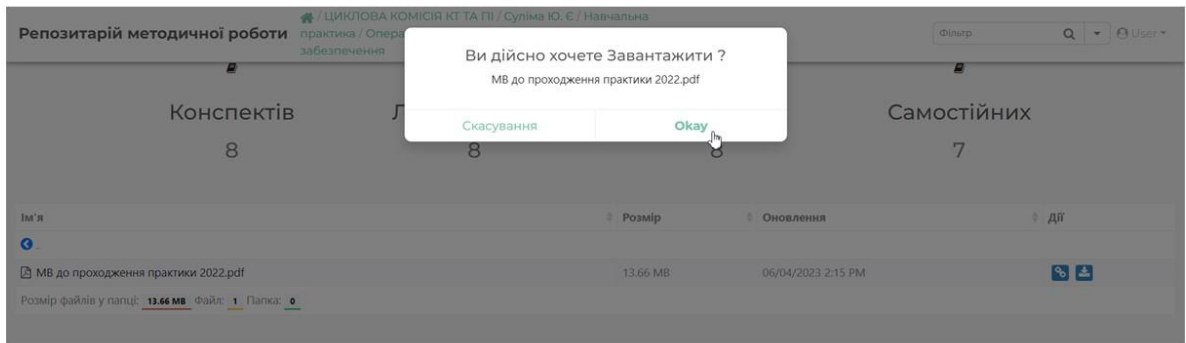 🏠 / ЦИКЛОВА КОМІСІЯ КТ ТА ПІ / Суліма Ю. Є / Навчальна
Репозитарій методичної роботи
практика / Опера
забезпечення
Фільтр
User
Ви дійсно хочете Завантажити ?
МВ до проходження практики 2022.pdf
Скасування
Okay
Конспектів
Л
Самостійних
8
8
8
7
Ім'я Розмір Оновлення Дії
..
МВ до проходження практики 2022.pdf 13.66 MB 06/04/2023 2:15 PM
Розмір файлів у папці: 13.66 MB Файл: 1 Папка: 0